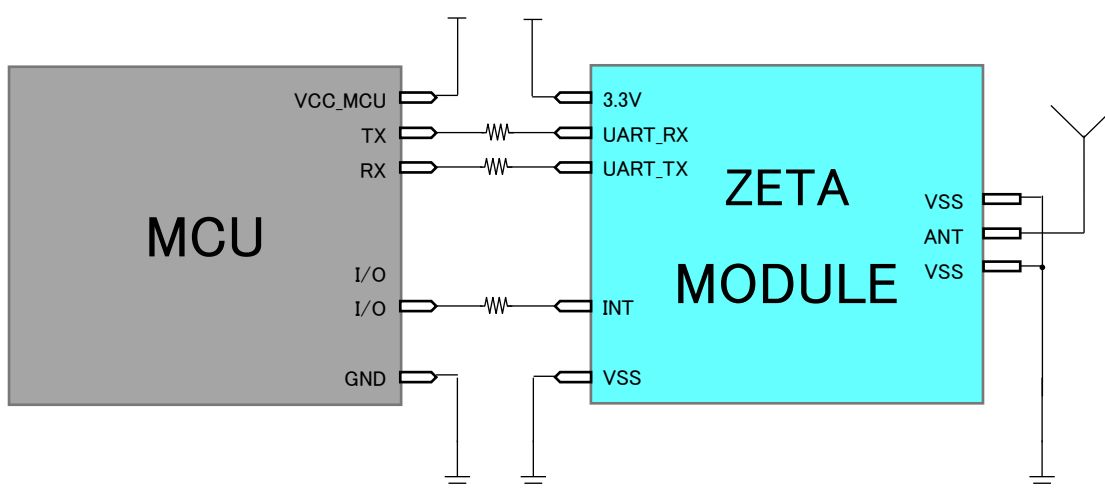 VCC_MCU
TX
RX
MCU
I/O
I/O
GND
3.3V
UART_RX
UART_TX
ZETA
MODULE
INT
VSS
VSS
ANT
VSS